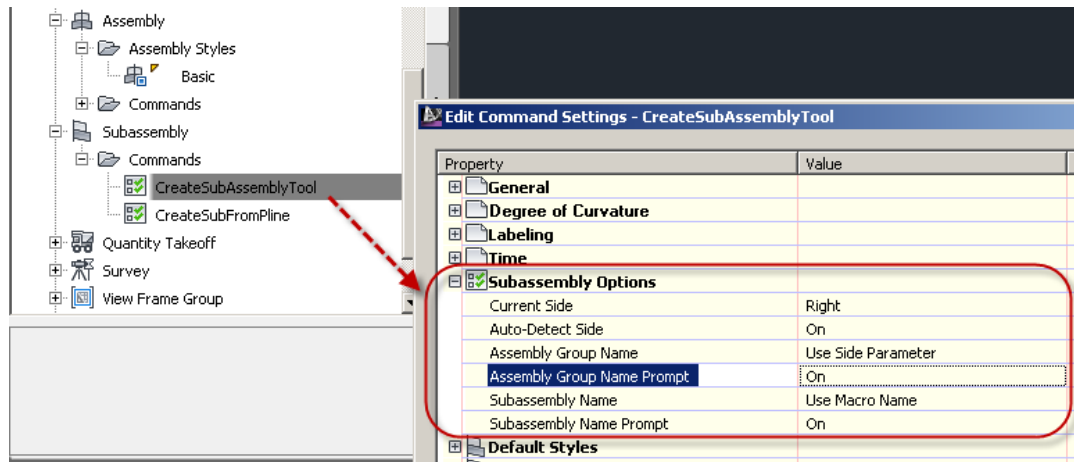 Assembly
Assembly Styles
Basic
Commands
Subassembly
Commands
CreateSubAssemblyTool
CreateSubFromPline
Quantity Takeoff
Survey
View Frame Group
Edit Command Settings - CreateSubAssemblyTool
Property Value
General
Degree of Curvature
Labeling
Time
Subassembly Options
Current Side Right
Auto-Detect Side On
Assembly Group Name Use Side Parameter
Assembly Group Name Prompt On
Subassembly Name Use Macro Name
Subassembly Name Prompt On
Default Styles